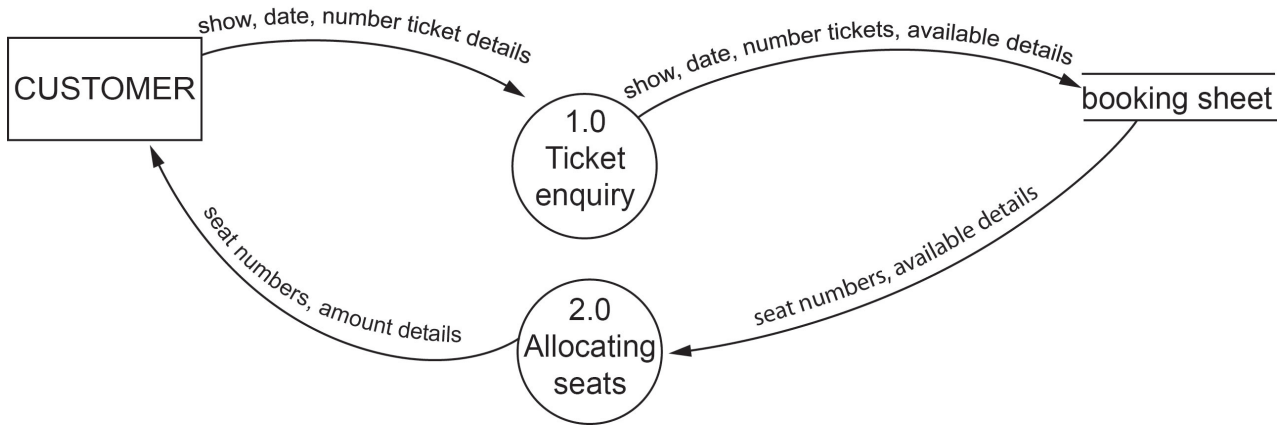 show, date, number ticket details
show, date, number tickets, available details
CUSTOMER
booking sheet
1.0
Ticket
enquiry
seat numbers, amount details
seat numbers, available details
2.0
Allocating
seats